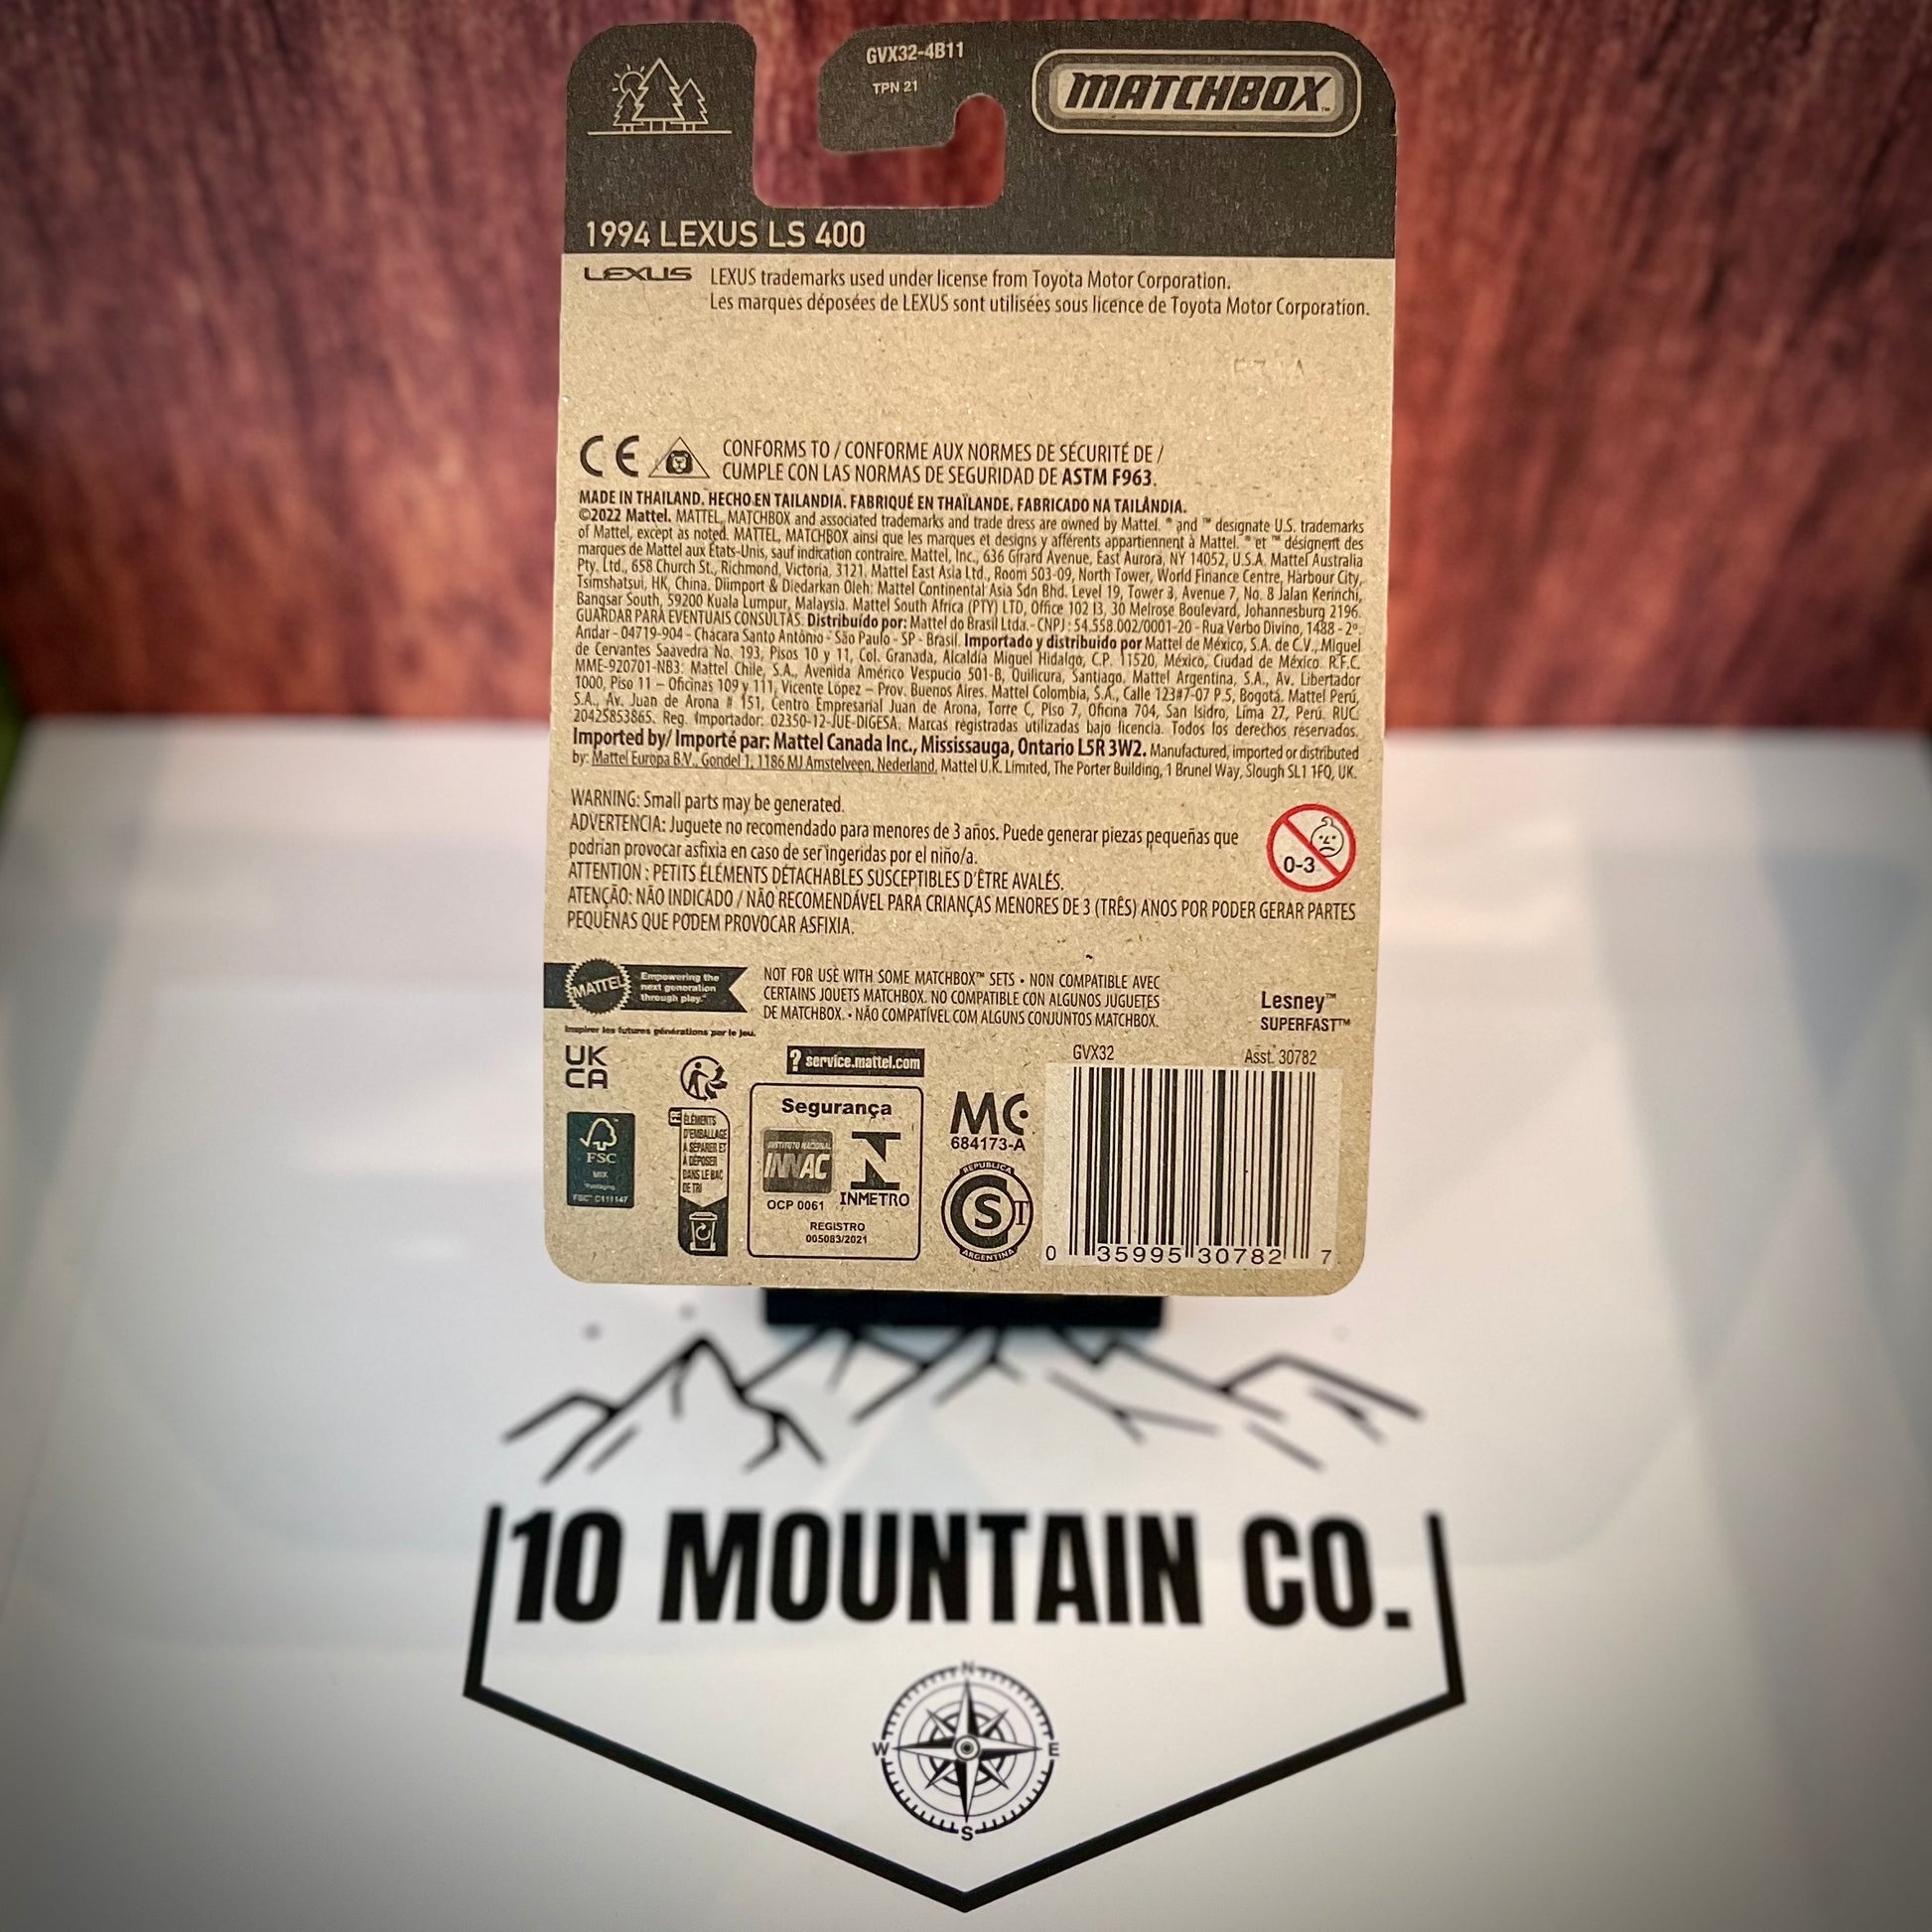 GVX32-4B11
TPN 21
MATCHBOX™
1994 LEXUS LS 400
LEXUS
LEXUS trademarks used under license from Toyota Motor Corporation.
Les marques déposées de LEXUS sont utilisées sous licence de Toyota Motor Corporation.
CE
CONFORMS TO / CONFORME AUX NORMES DE SÉCURITÉ DE /
CUMPLE CON LAS NORMAS DE SEGURIDAD DE ASTM F963.
MADE IN THAILAND. HECHO EN TAILANDIA. FABRIQUÉ EN THAÏLANDE. FABRICADO NA TAILÂNDIA.
©2022 Mattel. MATTEL, MATCHBOX and associated trademarks and trade dress are owned by Mattel. ® and ™ designate U.S. trademarks
of Mattel, except as noted. MATTEL, MATCHBOX ainsi que les marques et designs y afférents appartiennent à Mattel. ® et ™ désignent des
marques de Mattel aux États-Unis, sauf indication contraire. Mattel, Inc., 636 Girard Avenue, East Aurora, NY 14052, U.S.A. Mattel Australia
Pty. Ltd., 658 Church St., Richmond, Victoria, 3121. Mattel East Asia Ltd., Room 503-09, North Tower, World Finance Centre, Harbour City,
Tsimshatsui, HK, China. Diimport & Diedarkan Oleh: Mattel Continental Asia Sdn Bhd. Level 19, Tower 3, Avenue 7, No. 8 Jalan Kerinchi,
Bangsar South, 59200 Kuala Lumpur, Malaysia. Mattel South Africa (PTY) LTD, Office 102 I3, 30 Melrose Boulevard, Johannesburg 2196.
GUARDAR PARA EVENTUAIS CONSULTAS. Distribuído por: Mattel do Brasil Ltda.- CNPJ : 54.558.002/0001-20 - Rua Verbo Divino, 1488 - 2º.
Andar - 04719-904 - Chácara Santo Antônio - São Paulo - SP - Brasil. Importado y distribuido por Mattel de México, S.A. de C.V., Miguel
de Cervantes Saavedra No. 193, Pisos 10 y 11, Col. Granada, Alcaldía Miguel Hidalgo, C.P. 11520, México, Ciudad de México. R.F.C.
MME-920701-NB3. Mattel Chile, S.A., Avenida Américo Vespucio 501-B, Quilicura, Santiago. Mattel Argentina, S.A., Av. Libertador
1000, Piso 11 – Oficinas 109 y 111, Vicente López – Prov. Buenos Aires. Mattel Colombia, S.A., Calle 123#7-07 P.5, Bogotá. Mattel Perú,
S.A., Av. Juan de Arona # 151, Centro Empresarial Juan de Arona, Torre C, Piso 7, Oficina 704, San Isidro, Lima 27, Perú. RUC:
20425853865. Reg. Importador: 02350-12-JUE-DIGESA. Marcas registradas utilizadas bajo licencia. Todos los derechos reservados.
Imported by/ Importé par: Mattel Canada Inc., Mississauga, Ontario L5R 3W2. Manufactured, imported or distributed
by: Mattel Europa B.V., Gondel 1, 1186 MJ Amstelveen, Nederland. Mattel U.K. Limited, The Porter Building, 1 Brunel Way, Slough SL1 1FQ, UK.
WARNING: Small parts may be generated.
ADVERTENCIA: Juguete no recomendado para menores de 3 años. Puede generar piezas pequeñas que
podrían provocar asfixia en caso de ser ingeridas por el niño/a.
ATTENTION : PETITS ÉLÉMENTS DÉTACHABLES SUSCEPTIBLES D'ÊTRE AVALÉS.
ATENÇÃO: NÃO INDICADO / NÃO RECOMENDÁVEL PARA CRIANÇAS MENORES DE 3 (TRÊS) ANOS POR PODER GERAR PARTES
PEQUENAS QUE PODEM PROVOCAR ASFIXIA.
0-3
MATTEL
Empowering the
next generation
through play.™
Inspirer les futures générations par le jeu.
NOT FOR USE WITH SOME MATCHBOX™ SETS • NON COMPATIBLE AVEC
CERTAINS JOUETS MATCHBOX. NO COMPATIBLE CON ALGUNOS JUGUETES
DE MATCHBOX. • NÃO COMPATÍVEL COM ALGUNS CONJUNTOS MATCHBOX.
Lesney™
SUPERFAST™
UK
CA
FSC
MIX
Packaging
FSC™ C111147
FR
ÉLÉMENTS
D'EMBALLAGE
À SÉPARER ET
À DÉPOSER
DANS LE BAC
DE TRI
? service.mattel.com
Segurança
INSTITUTO NACIONAL
INNAC
OCP 0061
INMETRO
REGISTRO
005083/2021
MC
684173-A
REPUBLICA
S T
ARGENTINA
GVX32
Asst. 30782
0 35995 30782 7
10 MOUNTAIN CO.
N
W E
S